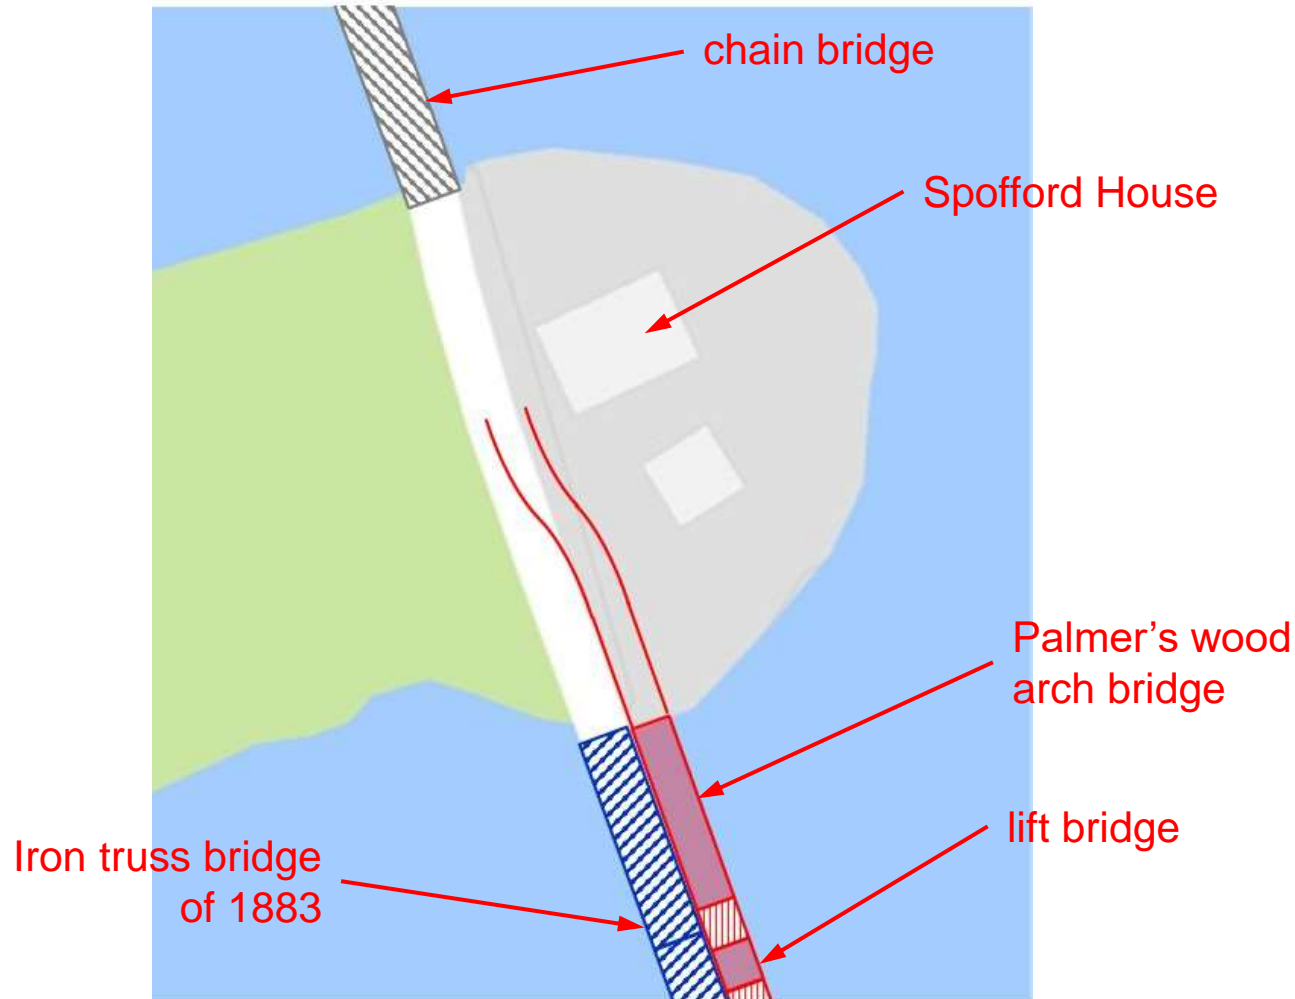 chain bridge
Spofford House
Palmer’s wood
arch bridge
lift bridge
Iron truss bridge
of 1883